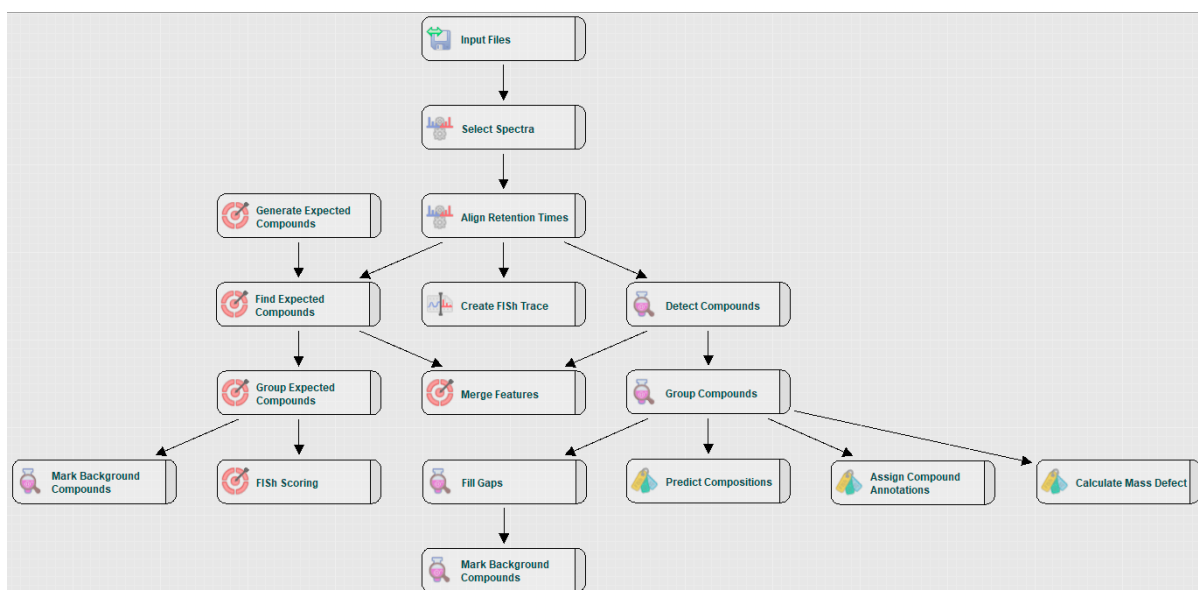 Input Files
Select Spectra
Generate Expected
Compounds
Align Retention Times
Find Expected
Compounds
Create FISh Trace
Detect Compounds
Group Expected
Compounds
Merge Features
Group Compounds
Mark Background
Compounds
FISh Scoring
Fill Gaps
Predict Compositions
Assign Compound
Annotations
Calculate Mass Defect
Mark Background
Compounds